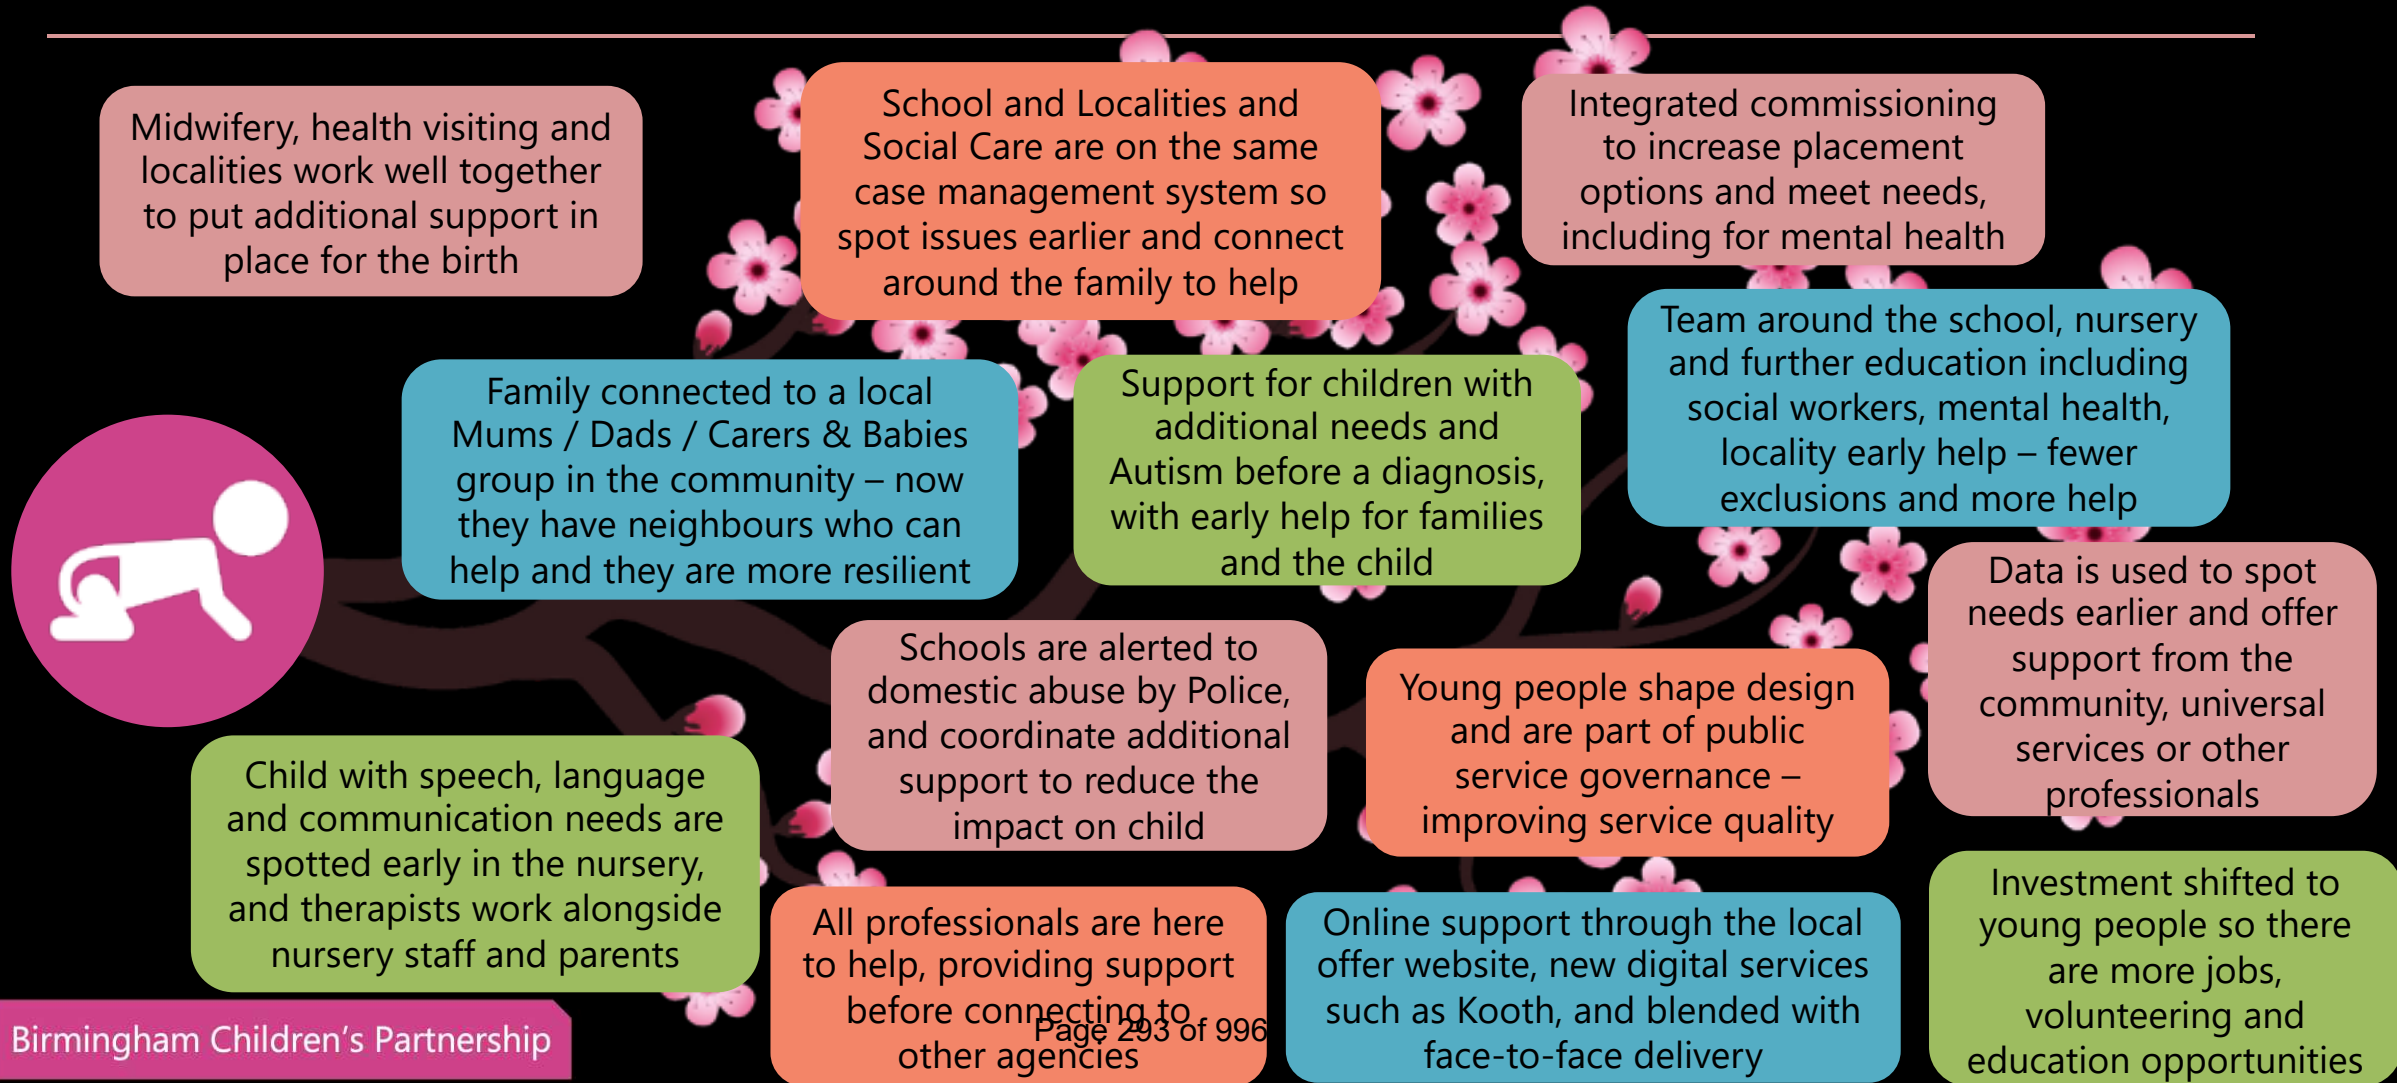 Midwifery, health visiting and
localities work well together
to put additional support in
place for the birth
School and Localities and
Social Care are on the same
case management system so
spot issues earlier and connect
around the family to help
Integrated commissioning
to increase placement
options and meet needs,
including for mental health
Family connected to a local
Mums / Dads / Carers & Babies
group in the community – now
they have neighbours who can
help and they are more resilient
Support for children with
additional needs and
Autism before a diagnosis,
with early help for families
and the child
Team around the school, nursery
and further education including
social workers, mental health,
locality early help – fewer
exclusions and more help
Schools are alerted to
domestic abuse by Police,
and coordinate additional
support to reduce the
impact on child
Young people shape design
and are part of public
service governance –
improving service quality
Data is used to spot
needs earlier and offer
support from the
community, universal
services or other
professionals
Child with speech, language
and communication needs are
spotted early in the nursery,
and therapists work alongside
nursery staff and parents
All professionals are here
to help, providing support
before connecting to
other agencies
Online support through the local
offer website, new digital services
such as Kooth, and blended with
face-to-face delivery
Investment shifted to
young people so there
are more jobs,
volunteering and
education opportunities
Birmingham Children's Partnership
Page 293 of 996